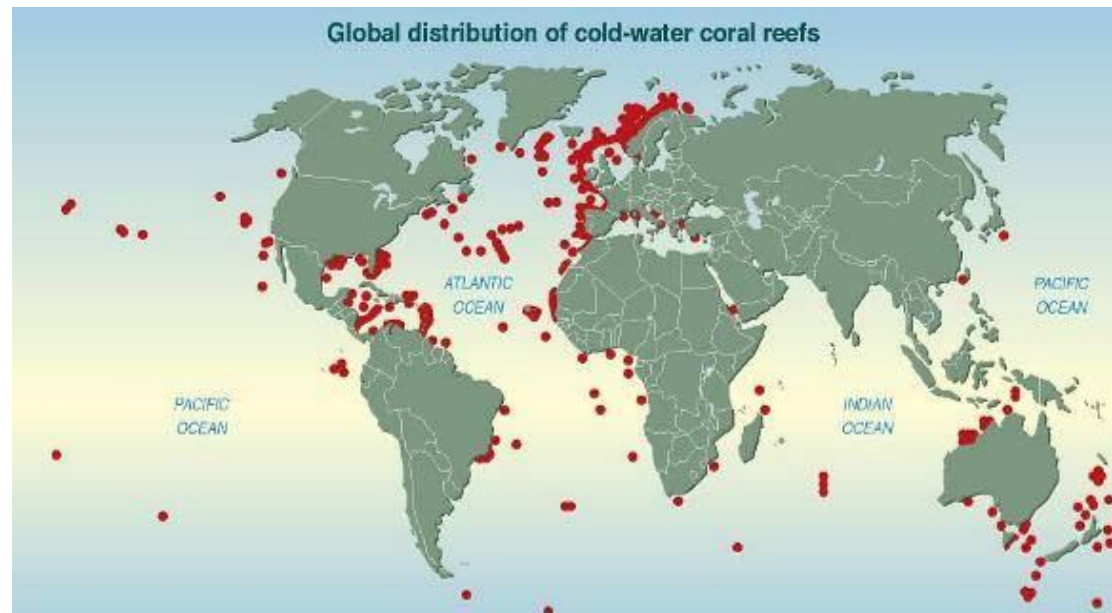 Global distribution of cold-water coral reefs
ATLANTIC
OCEAN
PACIFIC
OCEAN
PACIFIC
OCEAN
INDIAN
OCEAN